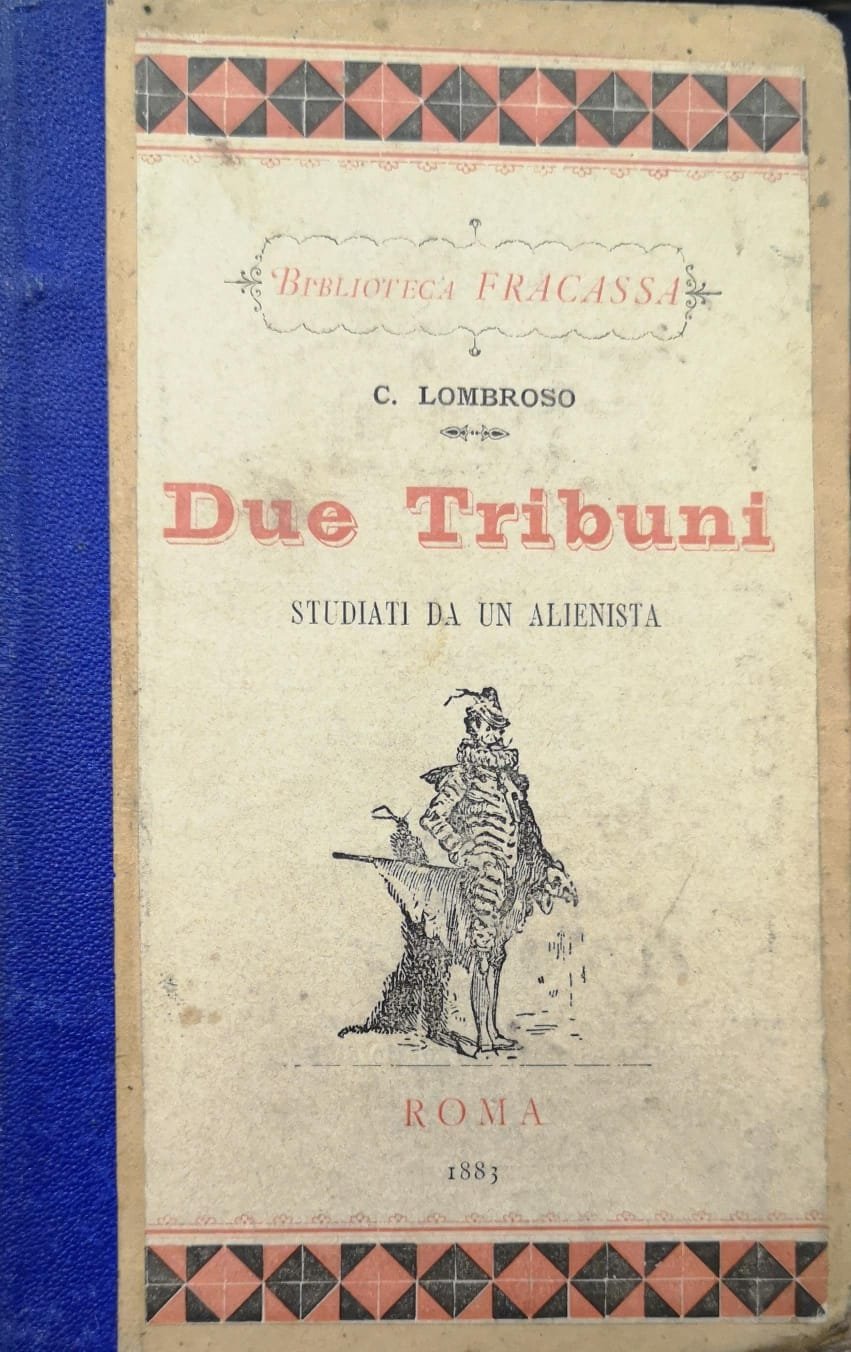 BIBLIOTECA FRACASSA
C. LOMBROSO
Due Tribuni
STUDIATI DA UN ALIENISTA
ROMA
1883